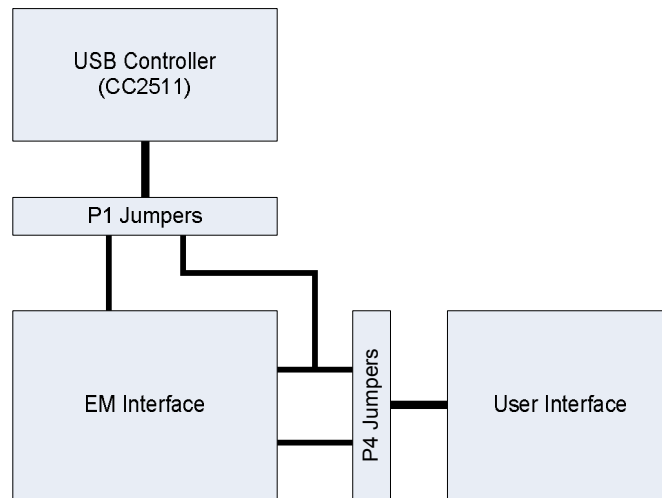 USB Controller
(CC2511)
P1 Jumpers
EM Interface
P4 Jumpers
User Interface